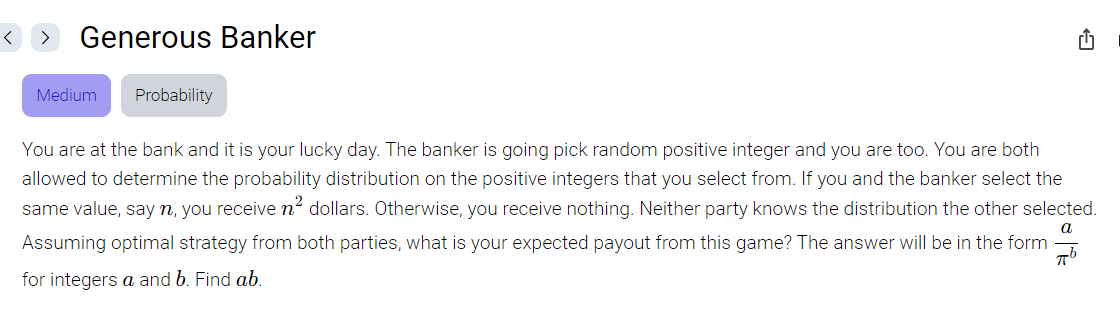 Generous Banker
Medium Probability
You are at the bank and it is your lucky day. The banker is going pick random positive integer and you are too. You are both
allowed to determine the probability distribution on the positive integers that you select from. If you and the banker select the
same value, say n, you receive n² dollars. Otherwise, you receive nothing. Neither party knows the distribution the other selected.
Assuming optimal strategy from both parties, what is your expected payout from this game? The answer will be in the form a/π^b
for integers a and b. Find ab.